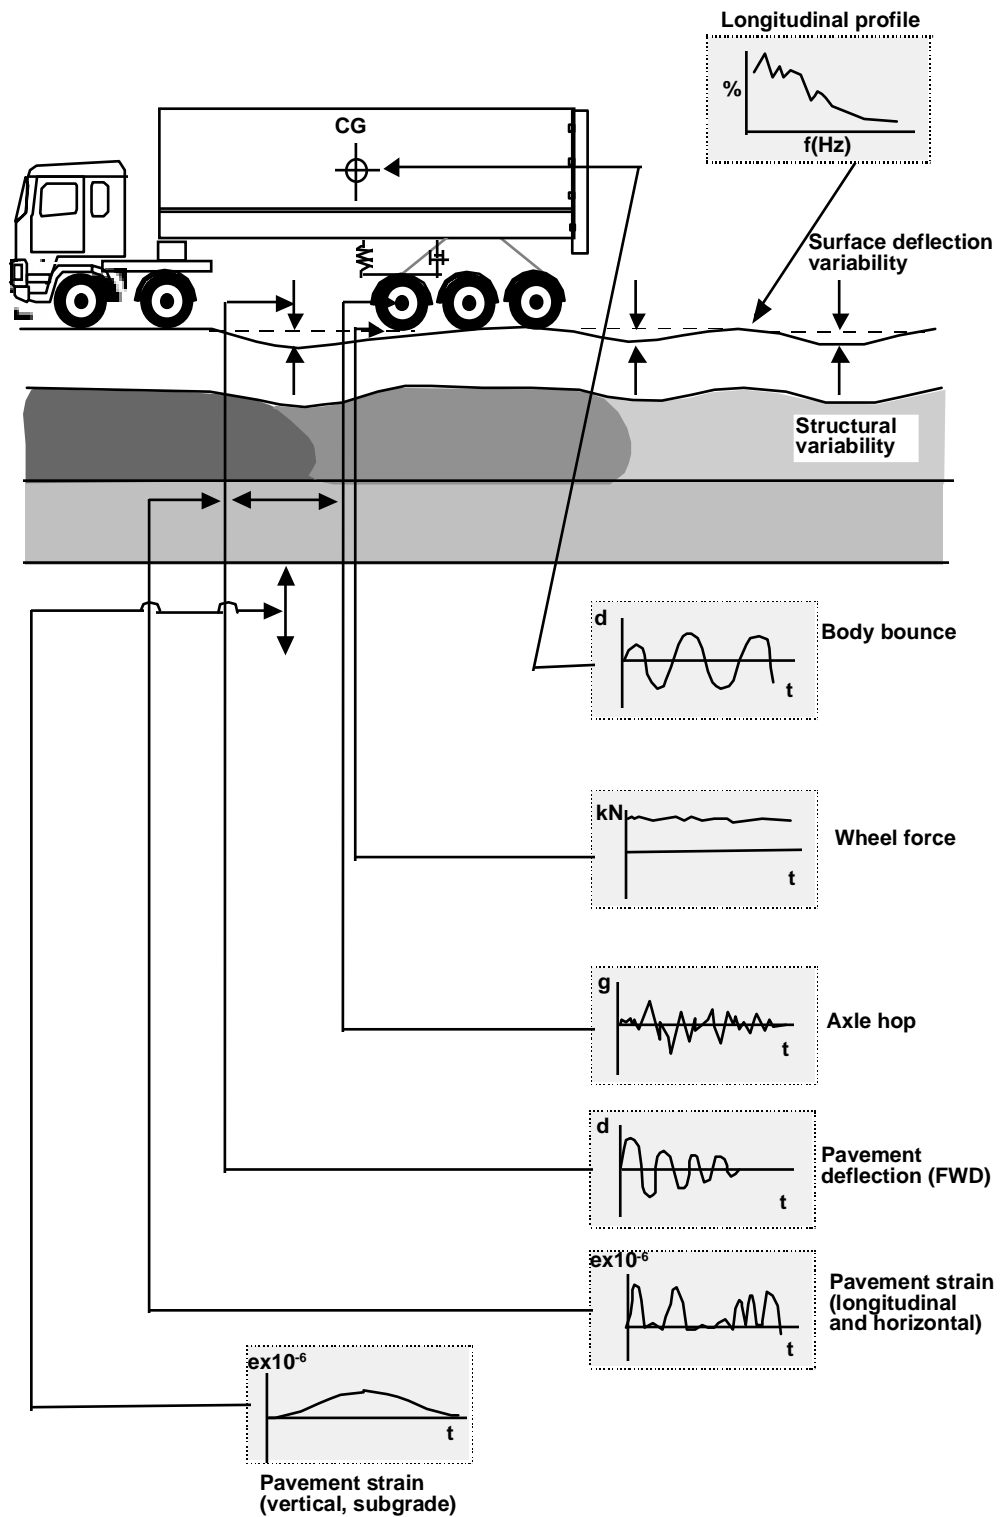 Longitudinal profile
%
f(Hz)
CG
Surface deflection
variability
Structural
variability
d
t
Body bounce
kN
t
Wheel force
g
t
Axle hop
d
t
Pavement
deflection (FWD)
ex10-6
t
Pavement strain
(longitudinal
and horizontal)
ex10-6
t
Pavement strain
(vertical, subgrade)